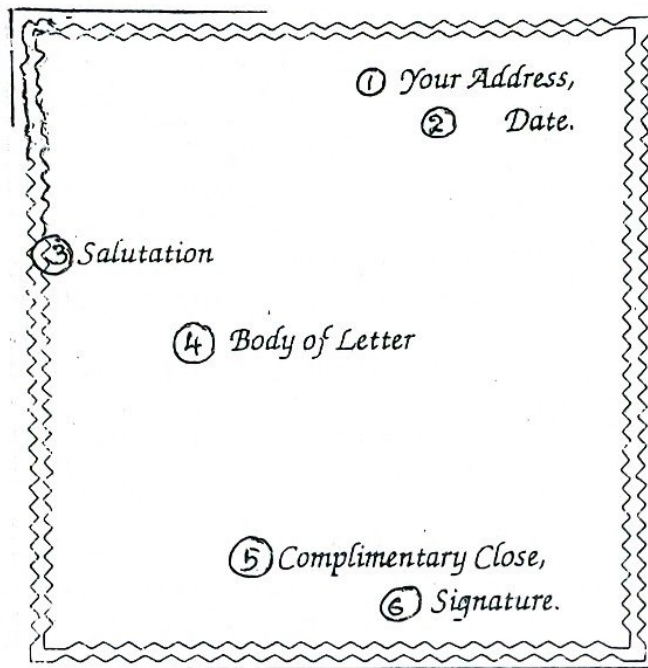 ① Your Address,
② Date.
③ Salutation
④ Body of Letter
⑤ Complimentary Close,
⑥ Signature.